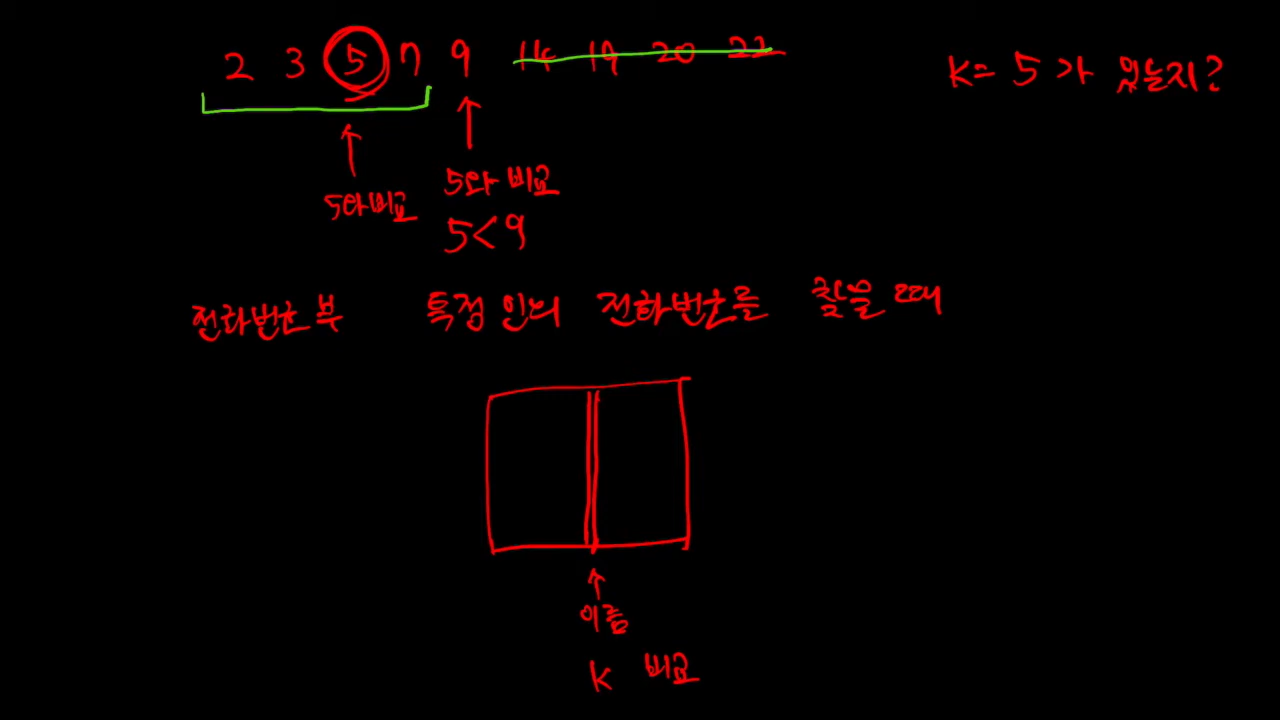 2 3 5 7 9 14 19 20 22
k= 5 가 있는지?
5와 비교
5와 비교
5<9
전화번호 부 특정 인의 전화번호를 찾을 때
이름
k 비교